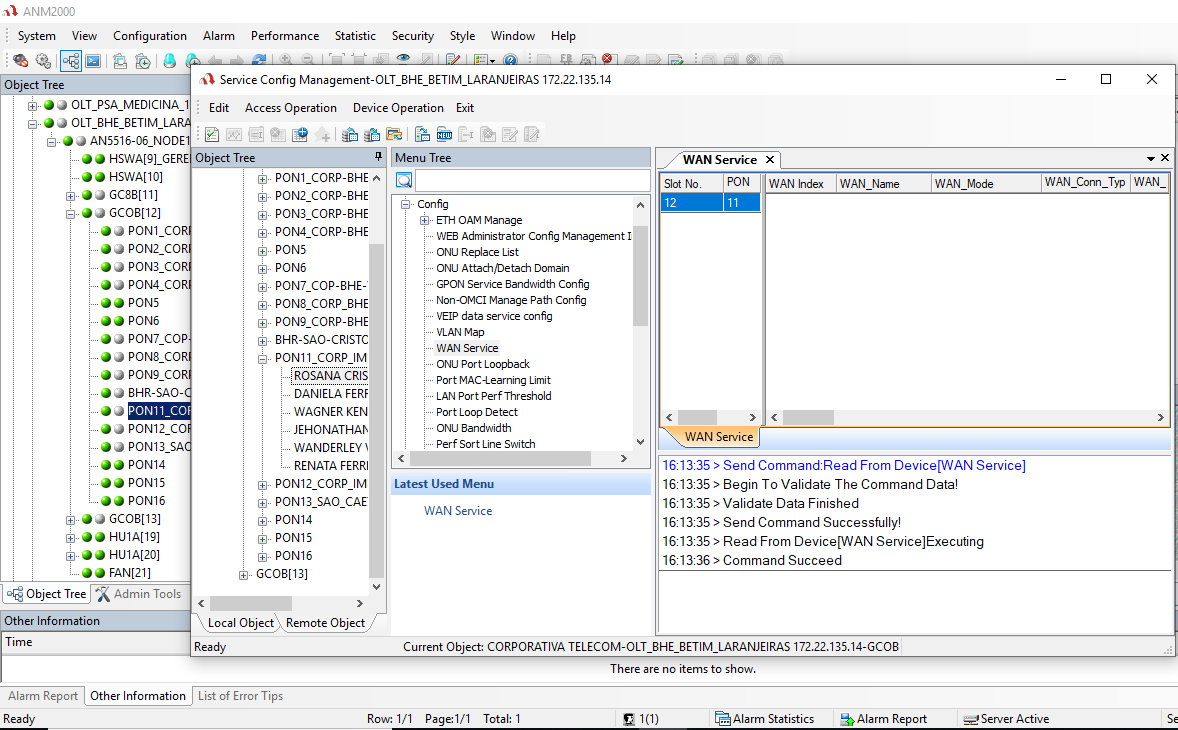 ANM2000
System View Configuration Alarm Performance Statistic Security Style Window Help
Object Tree
OLT_PSA_MEDICINA_1
OLT_BHE_BETIM_LARA
AN5516-06_NODE1
HSWA[9]_GERE
HSWA[10]
GC8B[11]
GCOB[12]
PON1_CORP
PON2_CORP
PON3_CORP
PON4_CORP
PON5
PON6
PON7_COP-
PON8_CORP
PON9_CORP
BHR-SAO-C
PON11_COR
PON12_COR
PON13_SAO
PON14
PON15
PON16
GCOB[13]
HU1A[19]
HU1A[20]
FAN[21]
Object Tree Admin Tools
Other Information
Time
Service Config Management-OLT_BHE_BETIM_LARANJEIRAS 172.22.135.14
Edit Access Operation Device Operation Exit
Object Tree
PON1_CORP-BHE
PON2_CORP-BHE
PON3_CORP-BHE
PON4_CORP-BHE
PON5
PON6
PON7_COP-BHE-
PON8_CORP_BHE
PON9_CORP-BHE
BHR-SAO-CRISTO
PON11_CORP_IM
ROSANA CRIS
DANIELA FERR
WAGNER KEN
JEHONATHAN
WANDERLEY V
RENATA FERRI
PON12_CORP_IM
PON13_SAO_CAE
PON14
PON15
PON16
GCOB[13]
Local Object Remote Object
Menu Tree
Config
ETH OAM Manage
WEB Administrator Config Management I
ONU Replace List
ONU Attach/Detach Domain
GPON Service Bandwidth Config
Non-OMCI Manage Path Config
VEIP data service config
VLAN Map
WAN Service
ONU Port Loopback
Port MAC-Learning Limit
LAN Port Perf Threshold
Port Loop Detect
ONU Bandwidth
Perf Sort Line Switch
Latest Used Menu
WAN Service
WAN Service
Slot No. PON WAN Index WAN_Name WAN_Mode WAN_Conn_Typ WAN_
12 11
WAN Service
16:13:35 > Send Command:Read From Device[WAN Service]
16:13:35 > Begin To Validate The Command Data!
16:13:35 > Validate Data Finished
16:13:35 > Send Command Successfully!
16:13:35 > Read From Device[WAN Service]Executing
16:13:36 > Command Succeed
Ready Current Object: CORPORATIVA TELECOM-OLT_BHE_BETIM_LARANJEIRAS 172.22.135.14-GCOB
There are no items to show.
Alarm Report Other Information List of Error Tips
Ready Row: 1/1 Page:1/1 Total: 1 1(1) Alarm Statistics Alarm Report Server Active Se